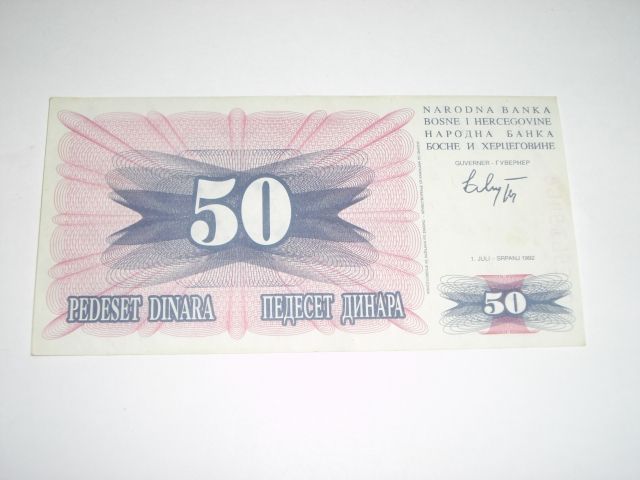 NARODNA BANKA
BOSNE I HERCEGOVINE
НАРОДНА БАНКА
БОСНЕ И ХЕРЦЕГОВИНЕ
GUVERNER - ГУВЕРНЕР
1. JULI - SRPANJ 1992
50
PEDESET DINARA ПЕДЕСЕТ ДИНАРА
50